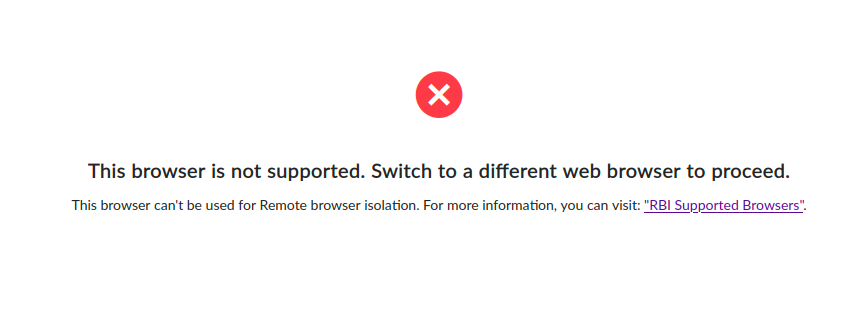 This browser is not supported. Switch to a different web browser to proceed.
This browser can't be used for Remote browser isolation. For more information, you can visit: "RBI Supported Browsers".